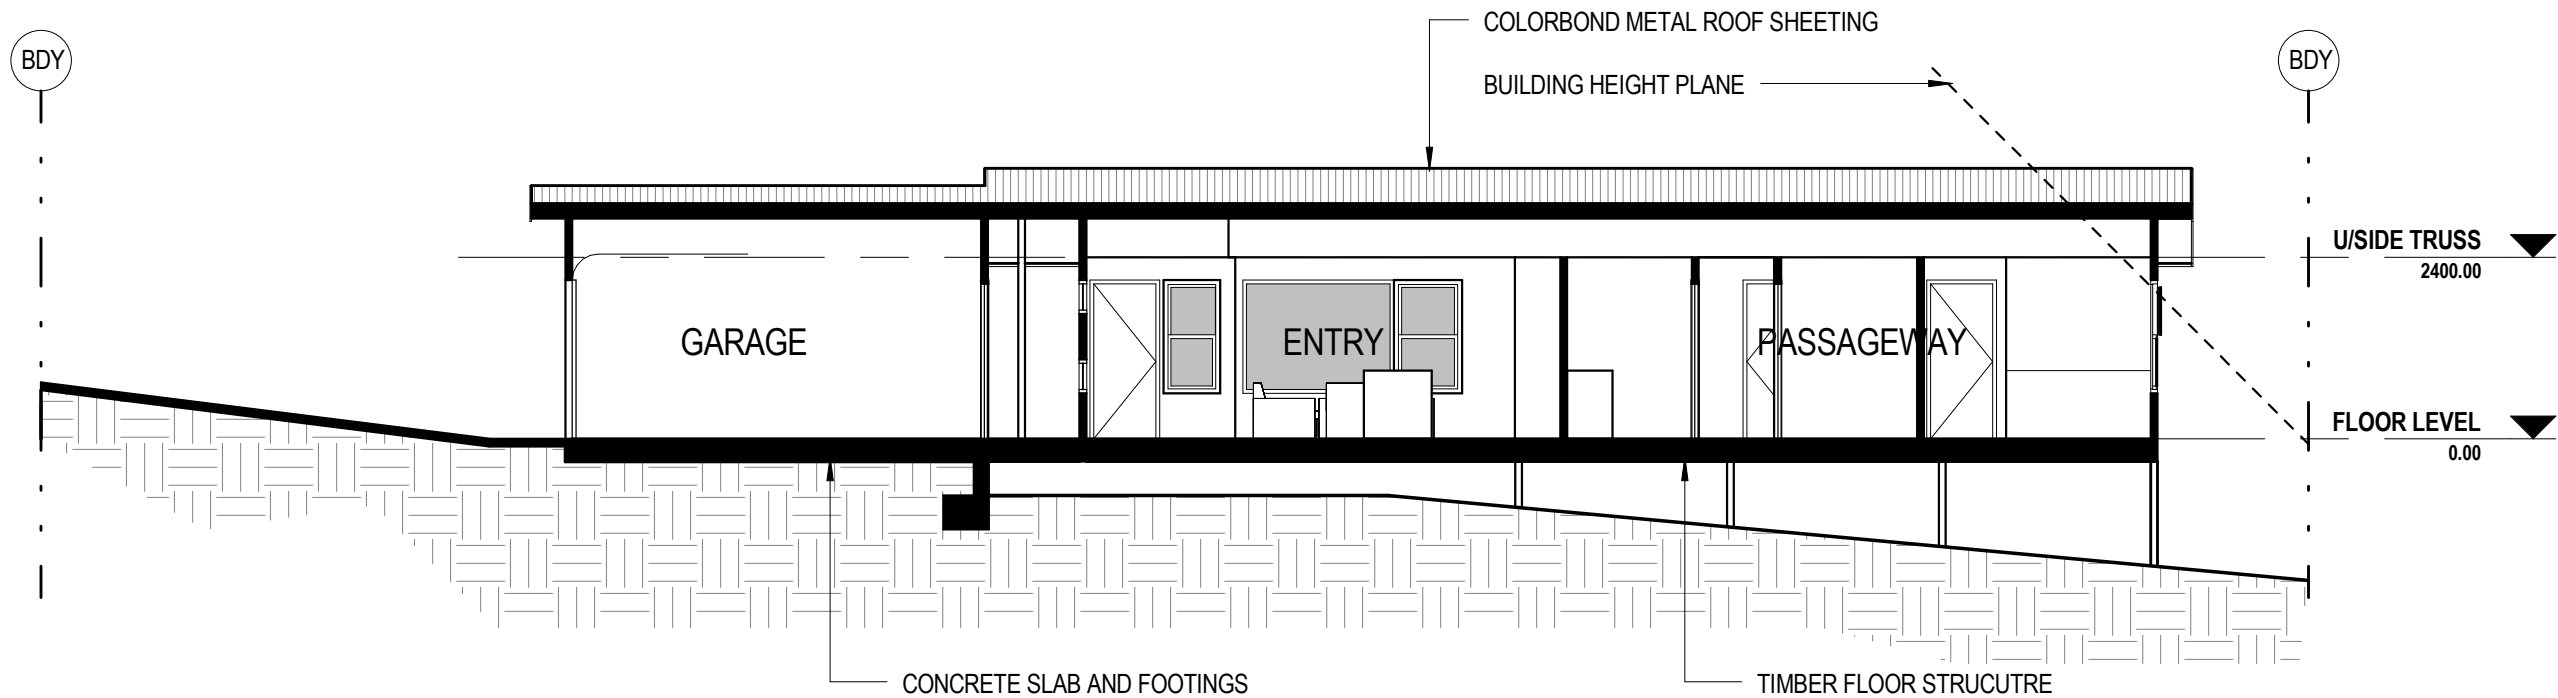 COLORBOND METAL ROOF SHEETING
BDY
BDY
BUILDING HEIGHT PLANE
U/SIDE TRUSS
2400.00
GARAGE
ENTRY
PASSAGEWAY
FLOOR LEVEL
0.00
CONCRETE SLAB AND FOOTINGS
TIMBER FLOOR STRUCUTRE